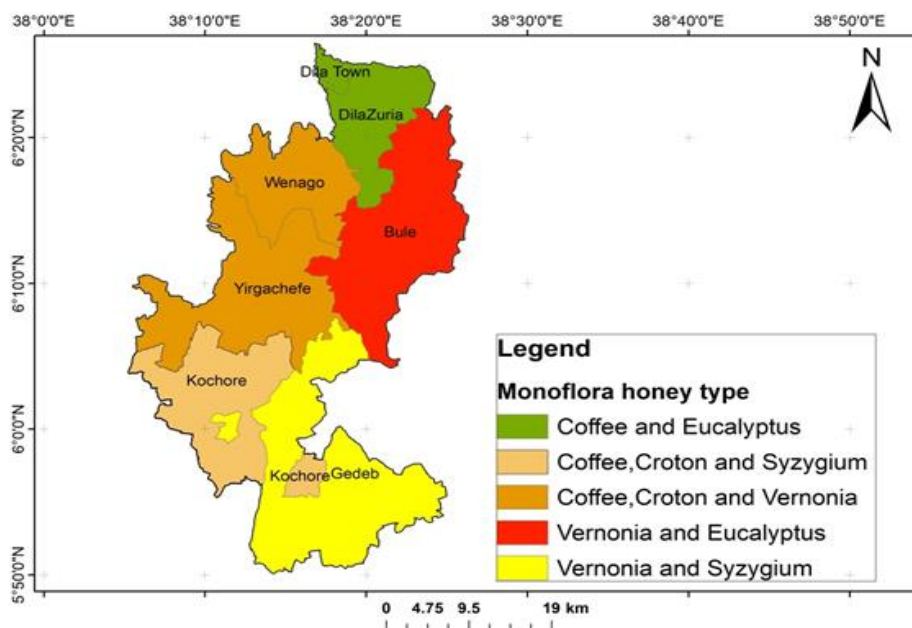 38°0'0"E 38°10'0"E 38°20'0"E 38°30'0"E 38°40'0"E 38°50'0"E
N
Dila Town
DilaZuria
6°20'0"N
Wenago
Bule
6°10'0"N
Yirgachefe
Kochore
6°0'0"N
Kochore Gedeb
5°50'0"N
Legend
Monoflora honey type
Coffee and Eucalyptus
Coffee,Croton and Syzygium
Coffee,Croton and Vernonia
Vernonia and Eucalyptus
Vernonia and Syzygium
0 4.75 9.5 19 km